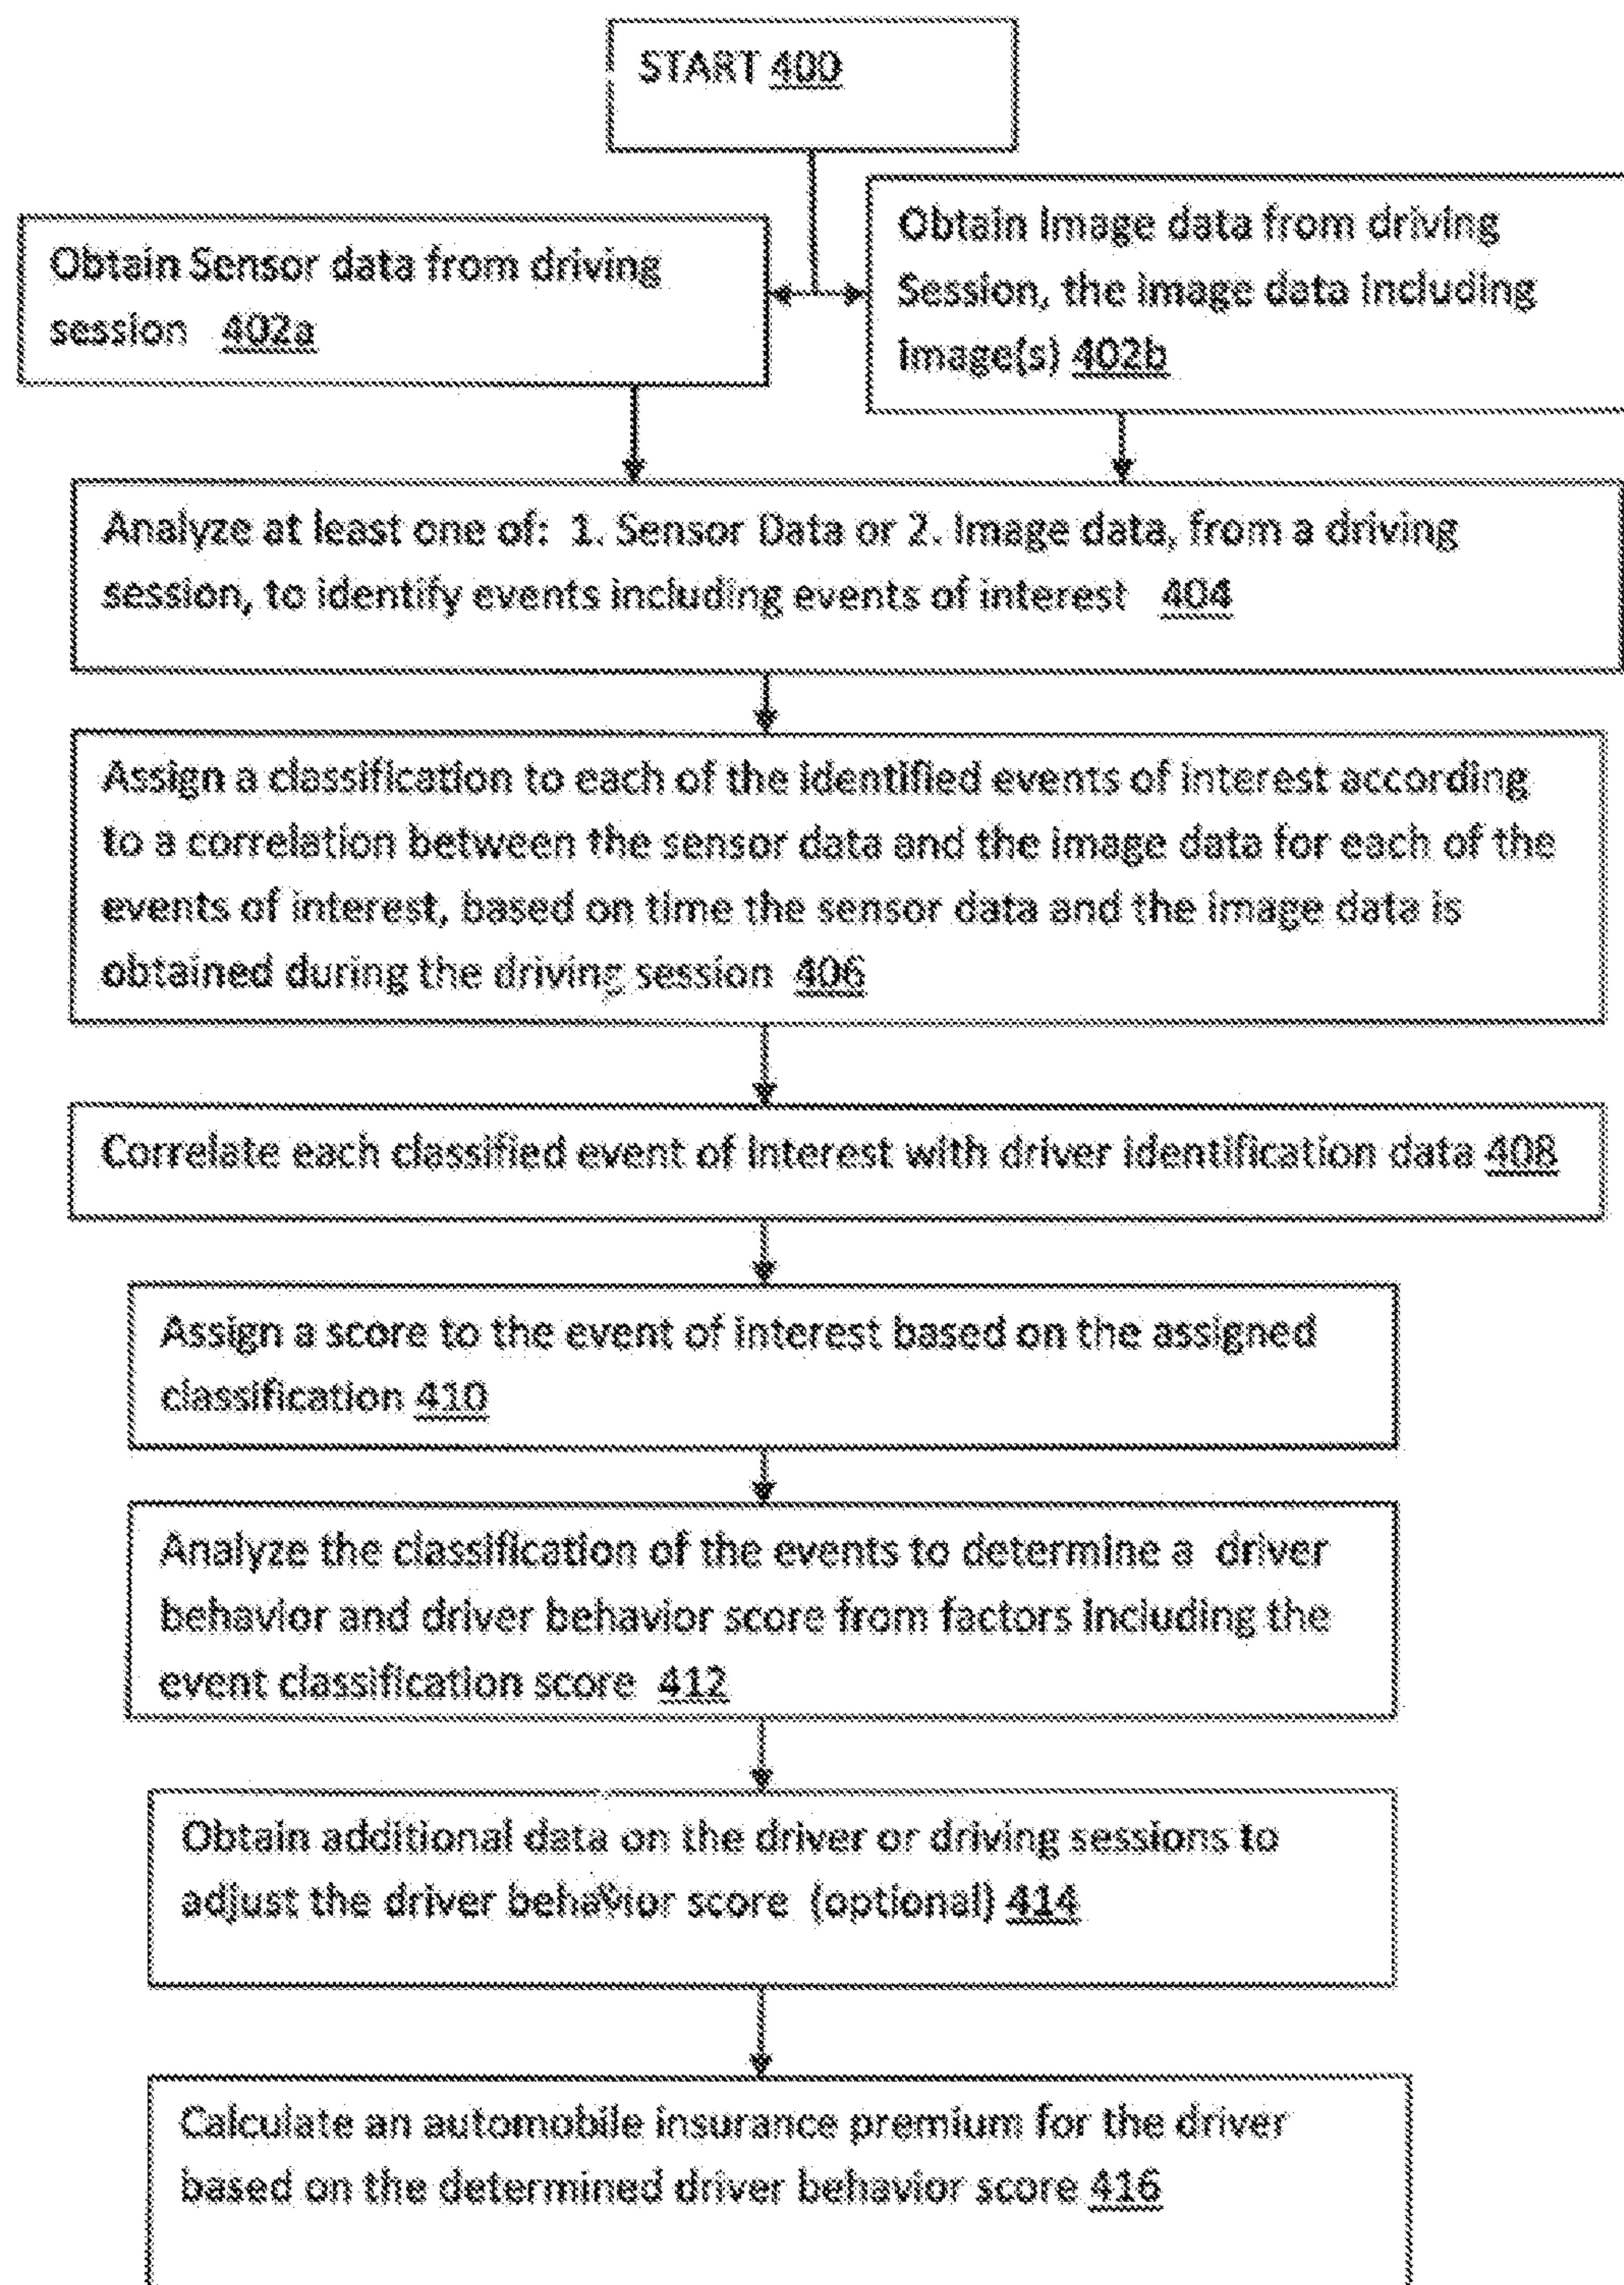 START 400
Obtain Sensor data from driving
session 402a
Obtain Image data from driving
Session, the image data including
image(s) 402b
Analyze at least one of: 1. Sensor Data or 2. Image data, from a driving
session, to identify events including events of interest 404
Assign a classification to each of the identified events of interest according
to a correlation between the sensor data and the image data for each of the
events of interest, based on time the sensor data and the image data is
obtained during the driving session 406
Correlate each classified event of interest with driver identification data 408
Assign a score to the event of interest based on the assigned
classification 410
Analyze the classification of the events to determine a driver
behavior and driver behavior score from factors including the
event classification score 412
Obtain additional data on the driver or driving sessions to
adjust the driver behavior score (optional) 414
Calculate an automobile insurance premium for the driver
based on the determined driver behavior score 416